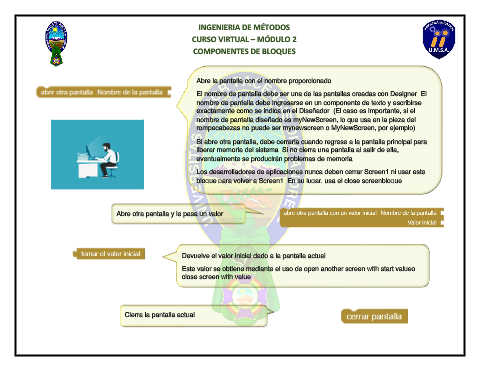 INGENIERIA DE MÉTODOS
CURSO VIRTUAL – MÓDULO 2
COMPONENTES DE BLOQUES
U.M.S.A.
abrir otra pantalla Nombre de la pantalla
Abre la pantalla con el nombre proporcionado
El nombre de pantalla debe ser una de las pantallas creadas con Designer El
nombre de pantalla debe ingresarse en un componente de texto y escribirse
exactamente como se indica en el Diseñador (El caso es importante, si el
nombre de pantalla diseñado es myNewScreen, lo que usa en la pieza del
rompecabezas no puede ser mynewscreen o MyNewScreen, por ejemplo)
Si abre otra pantalla, debe cerrarla cuando regrese a la pantalla principal para
liberar memoria del sistema Si no cierra una pantalla al salir de ella,
eventualmente se producirán problemas de memoria
Los desarrolladores de aplicaciones nunca deben cerrar Screen1 ni usar este
bloque para volver a Screen1 En su lugar, usa el close screenblocue
Abre otra pantalla y le pasa un valor
abrir otra pantalla con un valor inicial Nombre de la pantalla
Valor inicial
tomar el valor inicial
Devuelve el valor inicial dado a la pantalla actual
Este valor se obtiene mediante el uso de open another screen with start valueo
close screen with value
Cierra la pantalla actual
cerrar pantalla